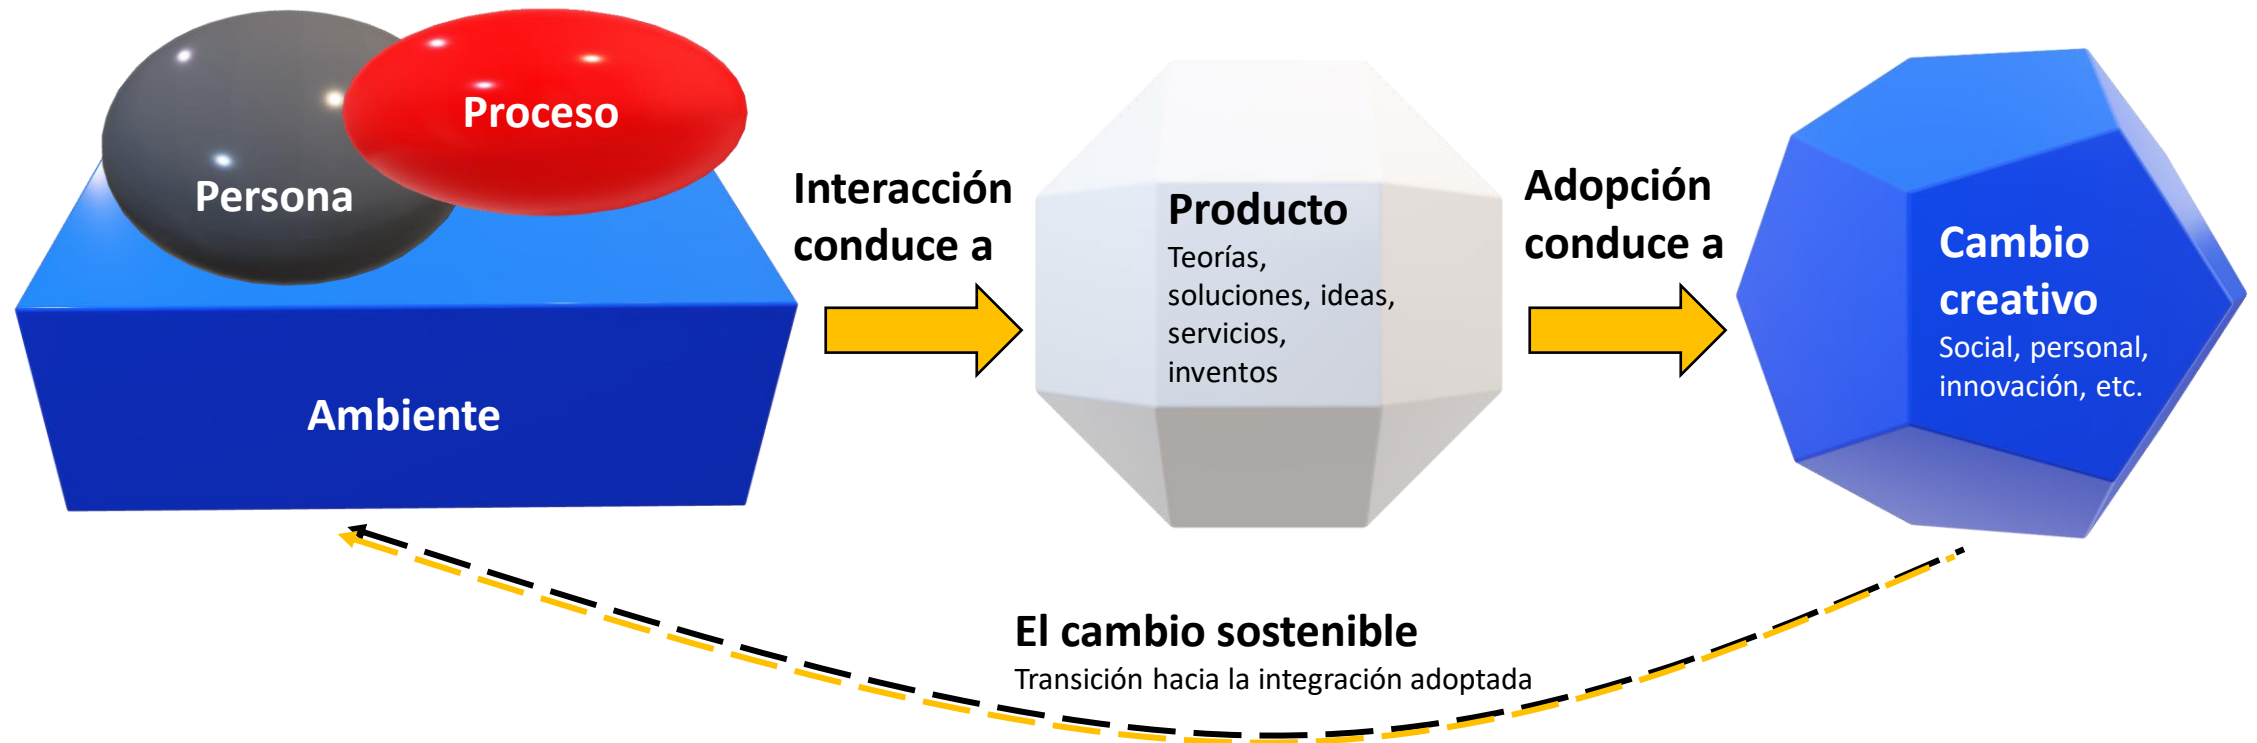 Persona
Proceso
Ambiente
Interacción
conduce a
Producto
Teorías,
soluciones, ideas,
servicios,
inventos
Adopción
conduce a
Cambio
creativo
Social, personal,
innovación, etc.
El cambio sostenible
Transición hacia la integración adoptada